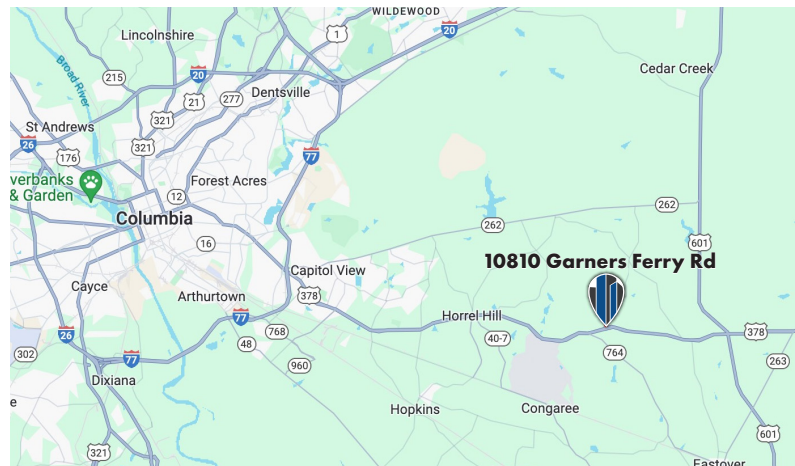 WILDEWOOD
Lincolnshire
1
20
Cedar Creek
215
20
Broad River
Dentsville
21
277
321
St Andrews
321
26
77
176
verbanks
& Garden
Forest Acres
12
262
Columbia
262
16
601
10810 Garners Ferry Rd
Capitol View
Cayce
Arthurtown
378
Horrel Hill
77
768
378
26
48
40-7
764
302
77
960
263
Dixiana
e
Hopkins
Congaree
601
321
Eastover